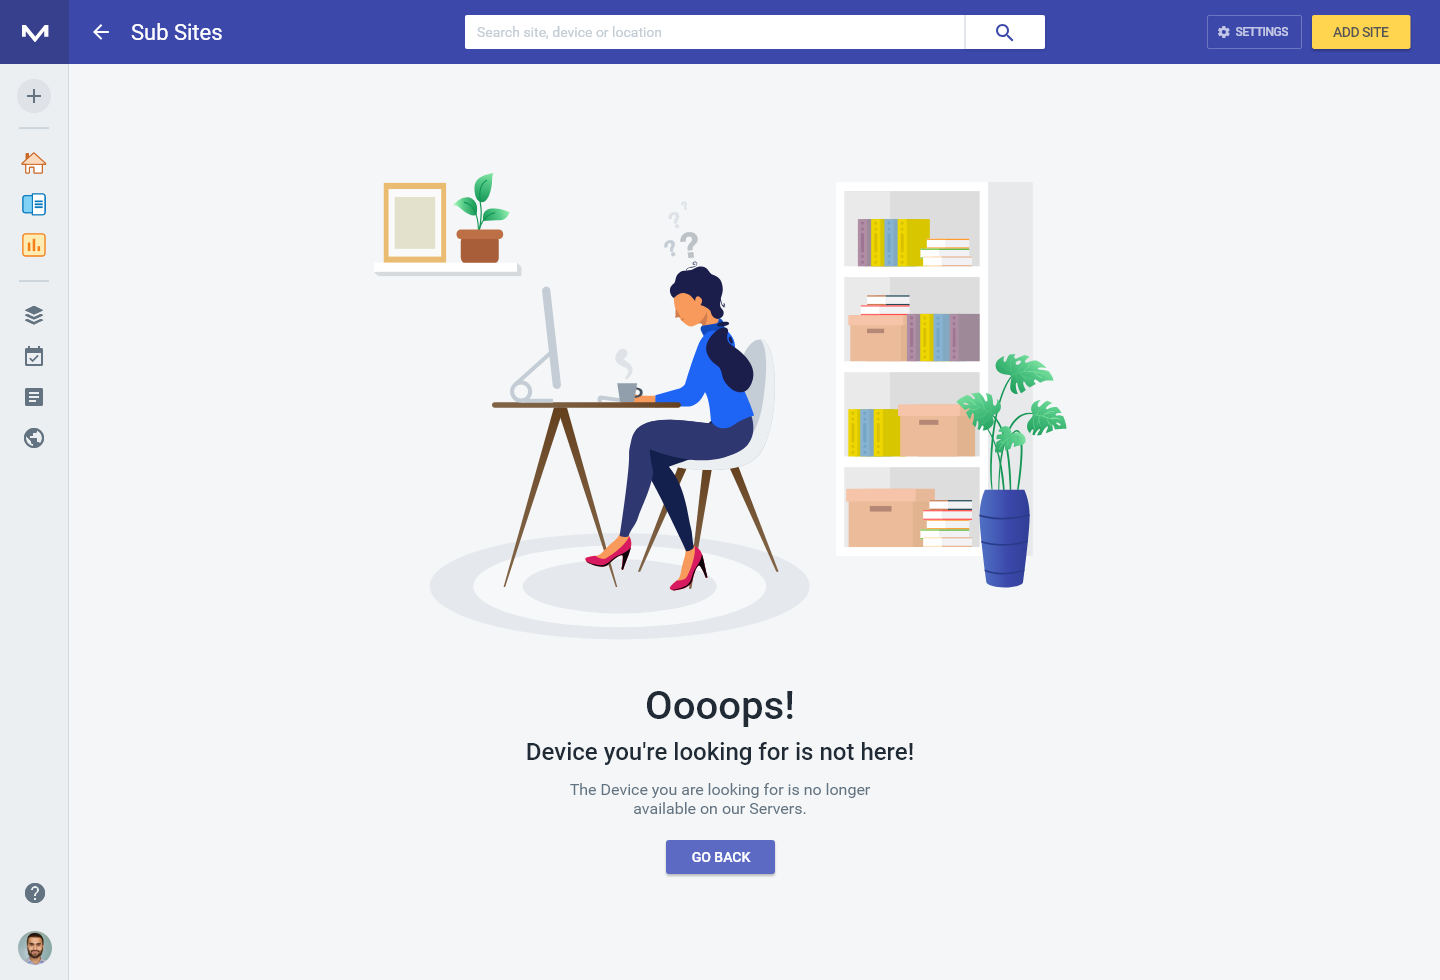 Sub Sites
Search site, device or location
SETTINGS
ADD SITE
? ? ? ?
Oooops!
Device you're looking for is not here!
The Device you are looking for is no longer
available on our Servers.
GO BACK